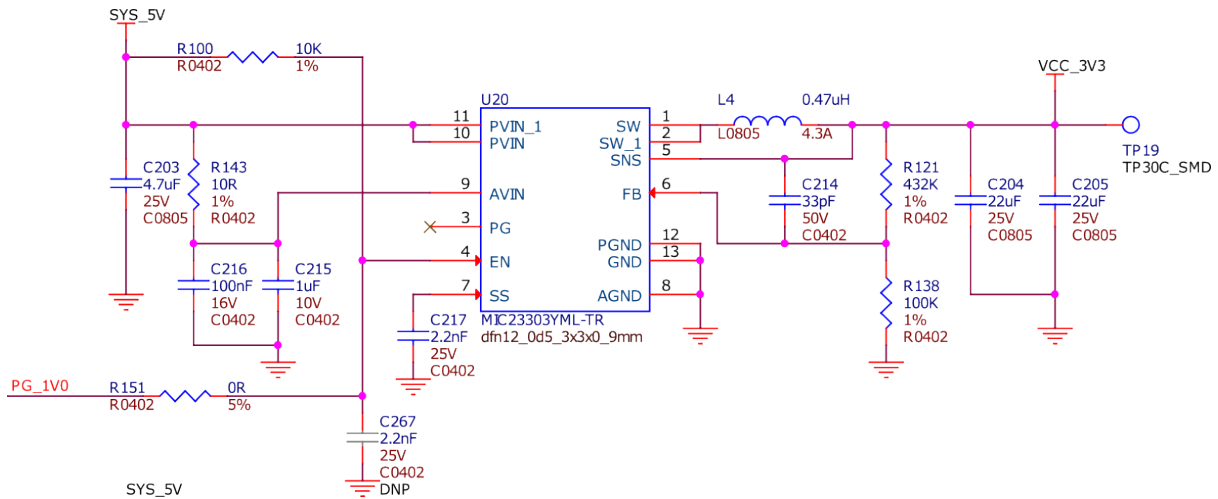 SYS_5V
R100
10K
R0402
1%
VCC_3V3
U20
L4
0.47uH
L0805
4.3A
11
PVIN_1
10
PVIN
SW
1
SW_1
2
SNS
5
TP19
TP30C_SMD
C203
4.7uF
25V
C0805
R143
10R
1%
R0402
9
AVIN
FB
6
C214
33pF
50V
C0402
R121
432K
1%
R0402
C204
22uF
25V
C0805
C205
22uF
25V
C0805
3
PG
4
EN
7
SS
PGND
12
GND
13
AGND
8
C216
100nF
16V
C0402
C215
1uF
10V
C0402
R138
100K
1%
R0402
C217
2.2nF
25V
C0402
MIC23303YML-TR
dfn12_0d5_3x3x0_9mm
PG_1V0
R151
0R
R0402
5%
C267
2.2nF
25V
C0402
DNP
SYS_5V